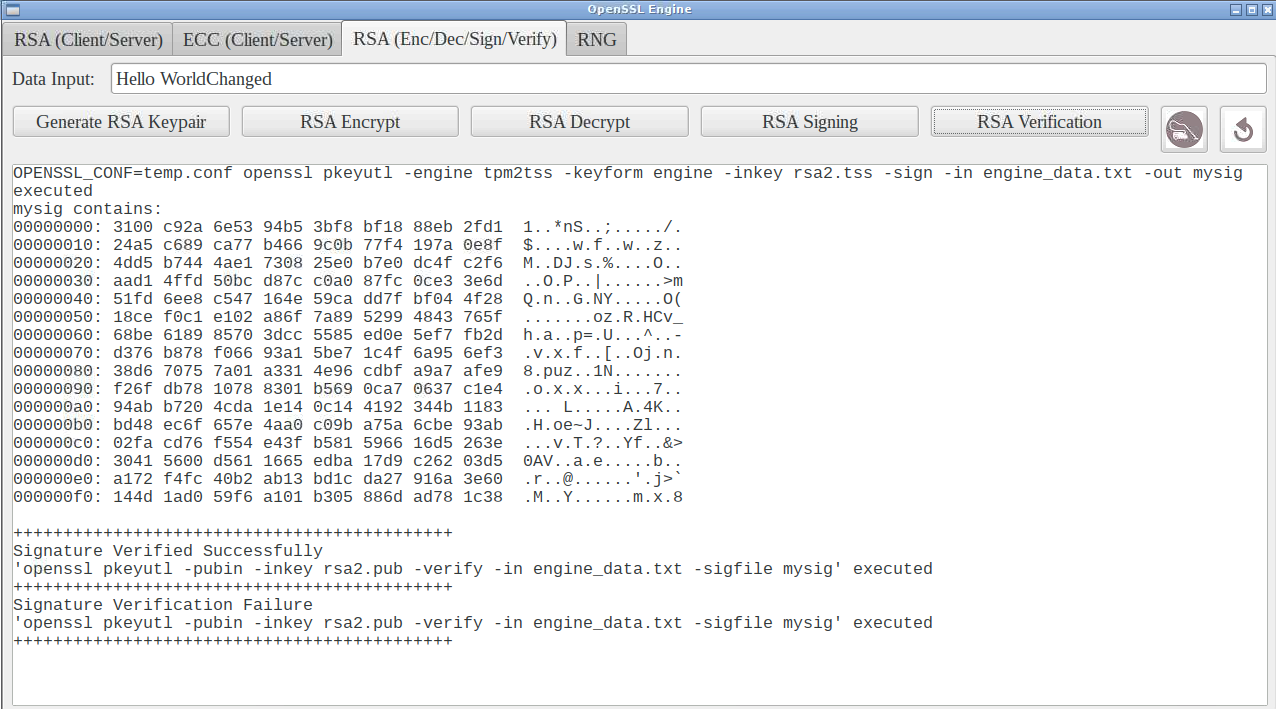 OpenSSL Engine
RSA (Client/Server) ECC (Client/Server) RSA (Enc/Dec/Sign/Verify) RNG
Data Input: Hello WorldChanged
Generate RSA Keypair RSA Encrypt RSA Decrypt RSA Signing RSA Verification
OPENSSL_CONF=temp.conf openssl pkeyutl -engine tpm2tss -keyform engine -inkey rsa2.tss -sign -in engine_data.txt -out mysig
executed
mysig contains:
00000000: 3100 c92a 6e53 94b5 3bf8 bf18 88eb 2fd1  1..*nS..;...../.
00000010: 24a5 c689 ca77 b466 9c0b 77f4 197a 0e8f  $....w.f..w..z..
00000020: 4dd5 b744 4ae1 7308 25e0 b7e0 dc4f c2f6  M..DJ.s.%....O..
00000030: aad1 4ffd 50bc d87c c0a0 87fc 0ce3 3e6d  ..O.P..|......>m
00000040: 51fd 6ee8 c547 164e 59ca dd7f bf04 4f28  Q.n..G.NY.....O(
00000050: 18ce f0c1 e102 a86f 7a89 5299 4843 765f  .......oz.R.HCv_
00000060: 68be 6189 8570 3dcc 5585 ed0e 5ef7 fb2d  h.a..p=.U...^..-
00000070: d376 b878 f066 93a1 5be7 1c4f 6a95 6ef3  .v.x.f..[..Oj.n.
00000080: 38d6 7075 7a01 a331 4e96 cdbf a9a7 afe9  8.puz..1N.......
00000090: f26f db78 1078 8301 b569 0ca7 0637 c1e4  .o.x.x...i...7..
000000a0: 94ab b720 4cda 1e14 0c14 4192 344b 1183  ... L.....A.4K..
000000b0: bd48 ec6f 657e 4aa0 c09b a75a 6cbe 93ab  .H.oe~J....Zl...
000000c0: 02fa cd76 f554 e43f b581 5966 16d5 263e  ...v.T.?..Yf..&>
000000d0: 3041 5600 d561 1665 edba 17d9 c262 03d5  0AV..a.e.....b..
000000e0: a172 f4fc 40b2 ab13 bd1c da27 916a 3e60  .r..@......'.j>`
000000f0: 144d 1ad0 59f6 a101 b305 886d ad78 1c38  .M..Y......m.x.8
++++++++++++++++++++++++++++++++++++++++++++
Signature Verified Successfully
'openssl pkeyutl -pubin -inkey rsa2.pub -verify -in engine_data.txt -sigfile mysig' executed
++++++++++++++++++++++++++++++++++++++++++++
Signature Verification Failure
'openssl pkeyutl -pubin -inkey rsa2.pub -verify -in engine_data.txt -sigfile mysig' executed
++++++++++++++++++++++++++++++++++++++++++++